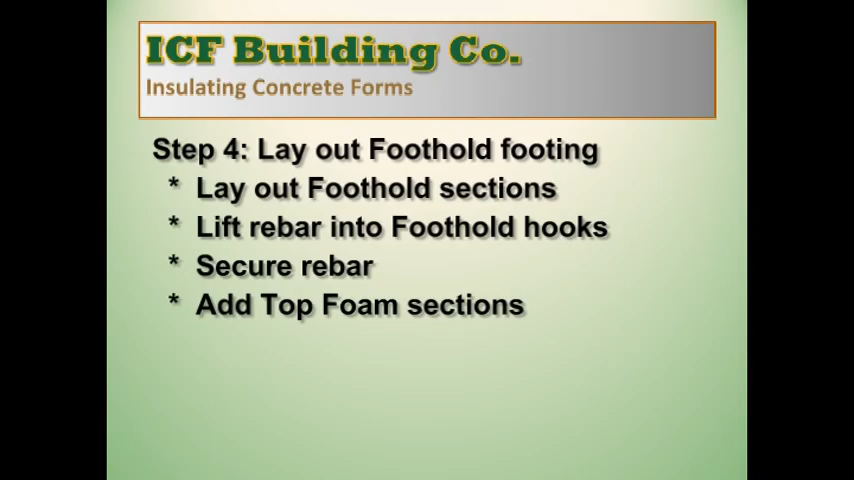 ICF Building Co.
Insulating Concrete Forms
Step 4: Lay out Foothold footing
* Lay out Foothold sections
* Lift rebar into Foothold hooks
* Secure rebar
* Add Top Foam sections